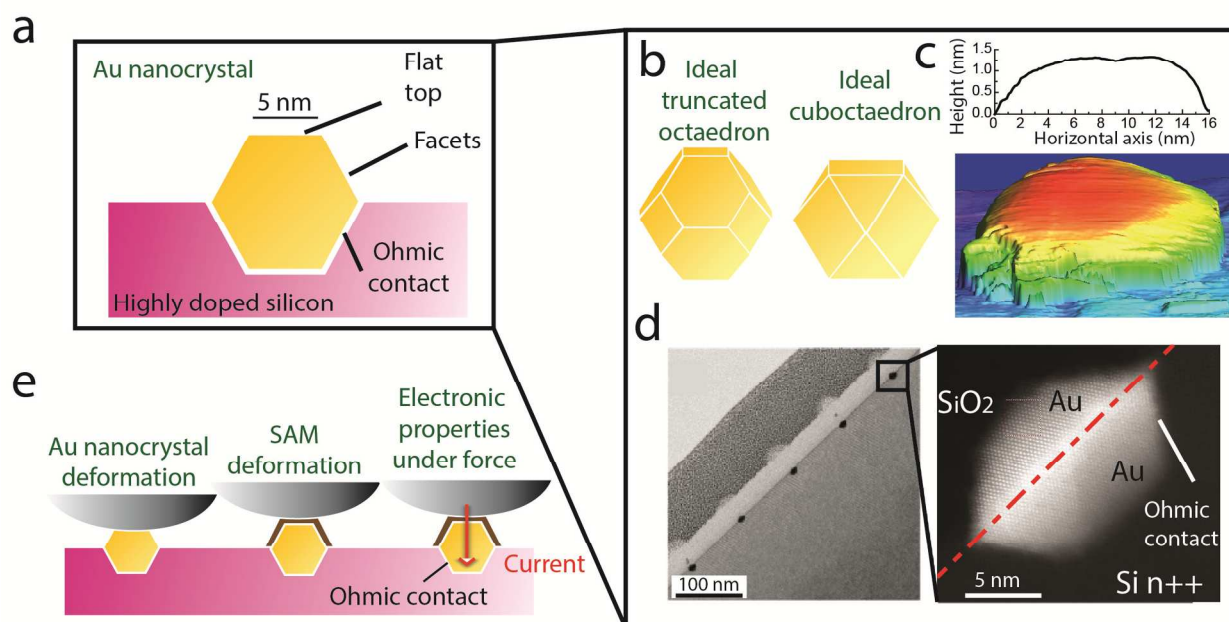 a
Au nanocrystal
5 nm
Flat
top
Facets
Ohmic
contact
Highly doped silicon
b
Ideal
truncated
octaedron
Ideal
cuboctaedron
c
Height (nm)
1.5
1.0
0.5
0
0 2 4 6 8 10 12 14 16
Horizontal axis (nm)
d
100 nm
SiO2
Au
Au
Ohmic
contact
5 nm
Si n++
e
Au nanocrystal
deformation
SAM
deformation
Electronic
properties
under force
Current
Ohmic contact